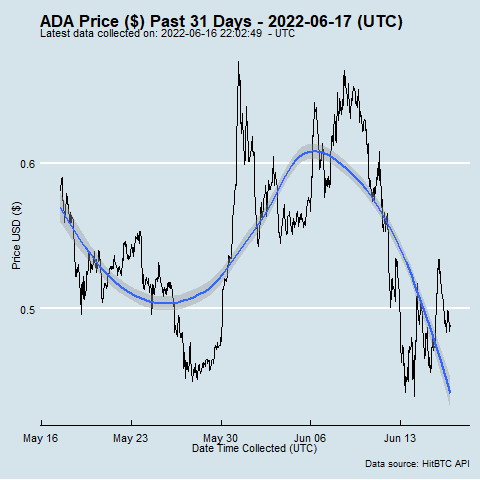 ADA Price ($) Past 31 Days - 2022-06-17 (UTC)
Latest data collected on: 2022-06-16 22:02:49 - UTC
0.6
Price USD ($)
0.5
May 16 May 23 May 30 Jun 06 Jun 13
Date Time Collected (UTC)
Data source: HitBTC API